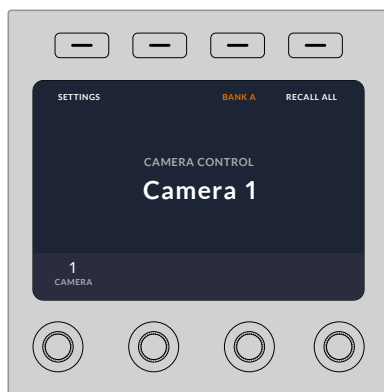 SETTINGS BANK A RECALL ALL
CAMERA CONTROL
Camera 1
1
CAMERA